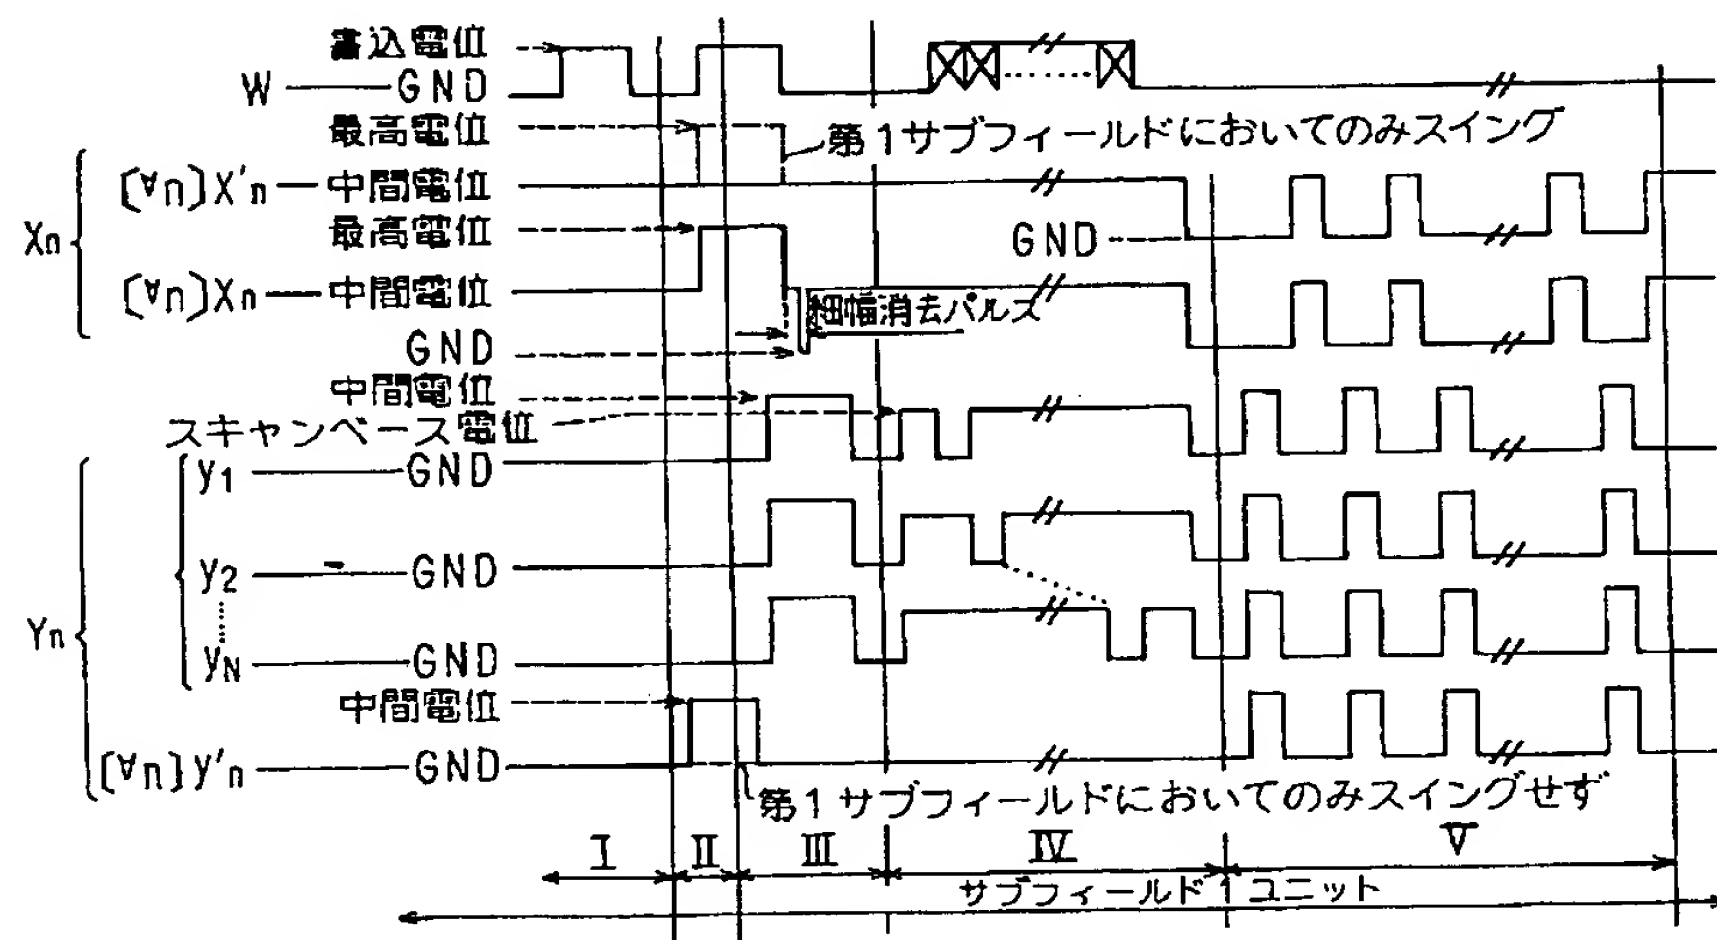 書込電位
W GND
最高電位
第1サブフィールドにおいてのみスイング
(∀n)X'n 中間電位
最高電位
Xn
GND
(∀n)Xn 中間電位
細幅消去パルス
GND
中間電位
スキャンベース電位
y1 GND
y2 GND
Yn
yN GND
中間電位
(∀n)y'n GND
第1サブフィールドにおいてのみスイングせず
I II III IV V
サブフィールド1ユニット